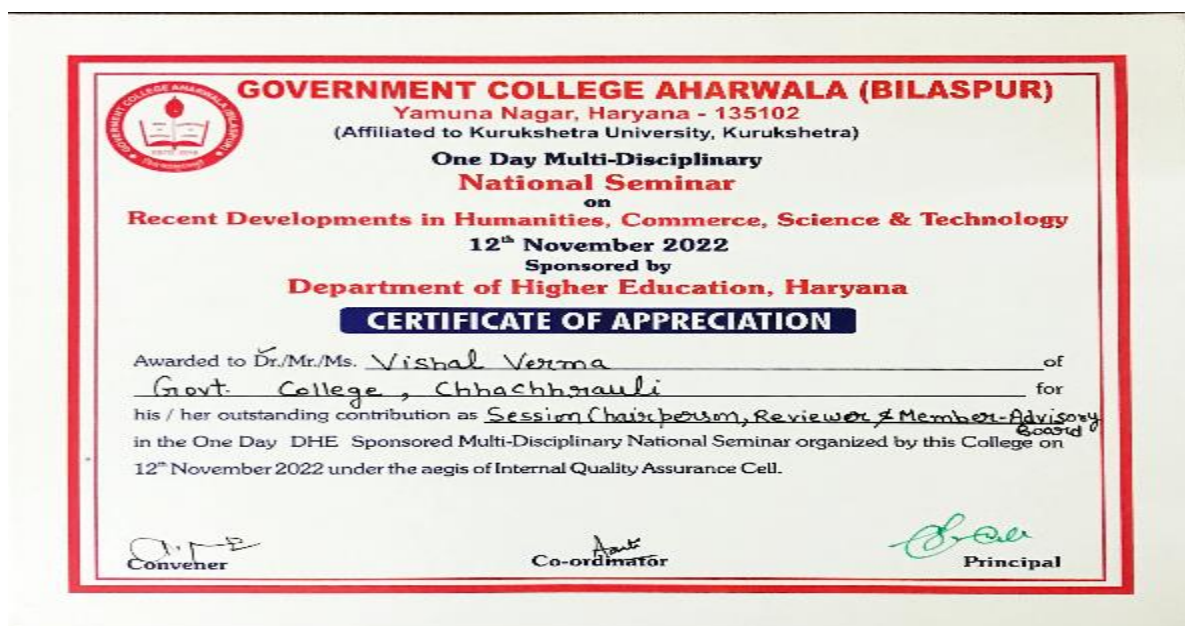 GOVERNMENT COLLEGE AHARWALA (BILASPUR)
Yamuna Nagar, Haryana - 135102
(Affiliated to Kurukshetra University, Kurukshetra)
One Day Multi-Disciplinary
National Seminar
on
Recent Developments in Humanities, Commerce, Science & Technology
12th November 2022
Sponsored by
Department of Higher Education, Haryana
CERTIFICATE OF APPRECIATION
Awarded to Dr./Mr./Ms. Vishal Verma of
Govt. College, Chhachhrauli for
his / her outstanding contribution as Session Chairperson, Reviewer & Member-Advisory
Board
in the One Day DHE Sponsored Multi-Disciplinary National Seminar organized by this College on
12th November 2022 under the aegis of Internal Quality Assurance Cell.
Convener
Co-ordinator
Principal